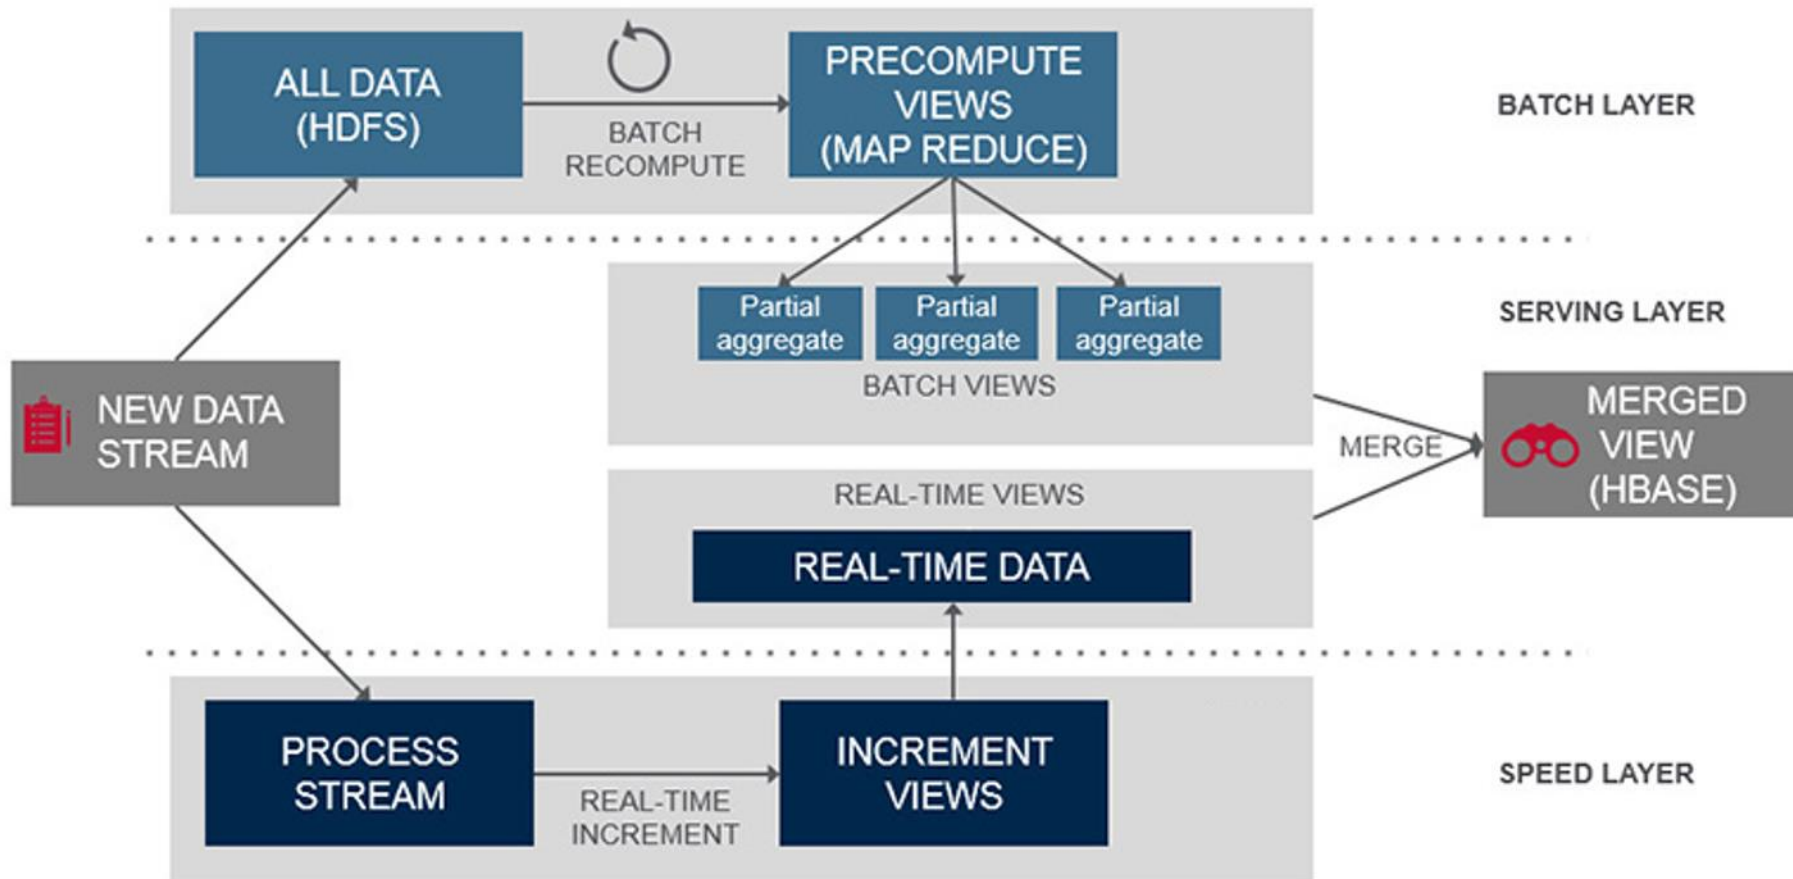 ALL DATA
(HDFS)
BATCH
RECOMPUTE
PRECOMPUTE
VIEWS
(MAP REDUCE)
BATCH LAYER
Partial
aggregate
Partial
aggregate
Partial
aggregate
BATCH VIEWS
SERVING LAYER
NEW DATA
STREAM
MERGE
MERGED
VIEW
(HBASE)
REAL-TIME VIEWS
REAL-TIME DATA
PROCESS
STREAM
REAL-TIME
INCREMENT
INCREMENT
VIEWS
SPEED LAYER